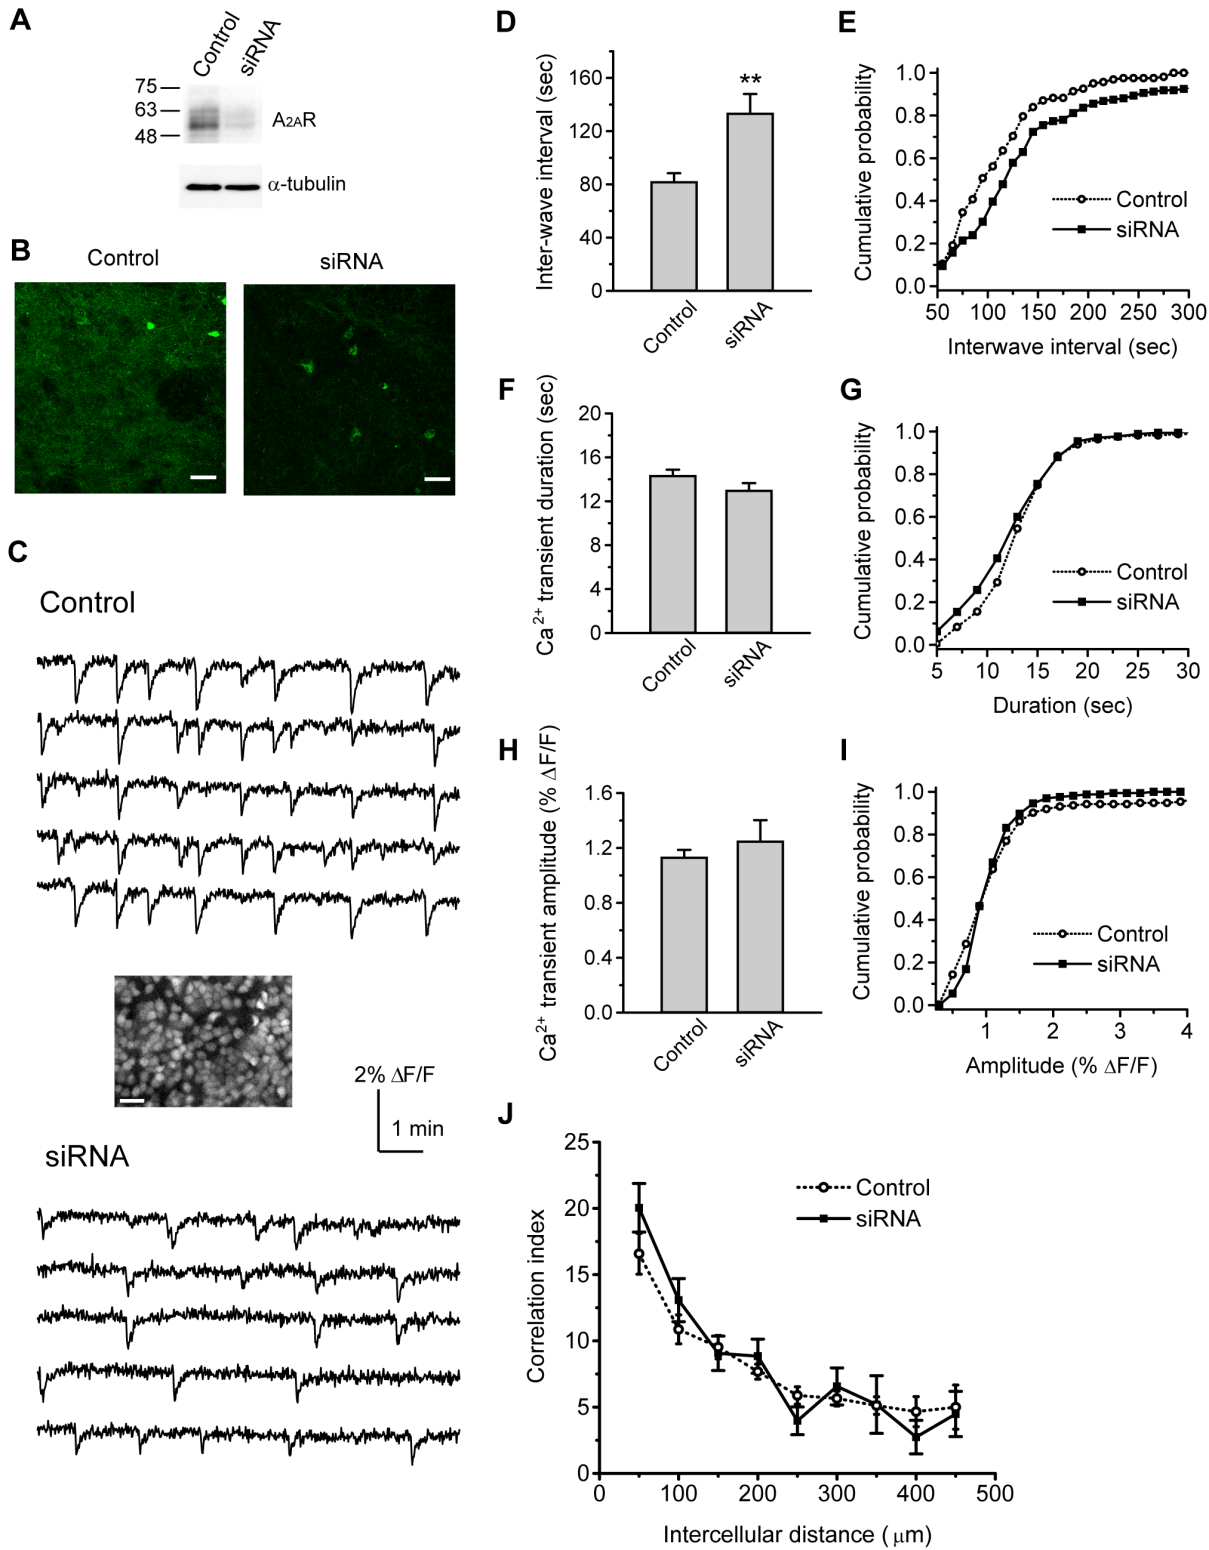 A
Control
siRNA
75
63
48
A2AR
α-tubulin
B
Control
siRNA
C
Control
2% ΔF/F
1 min
siRNA
D
Inter-wave interval (sec)
160
120
80
40
0
**
Control
siRNA
E
Cumulative probability
1.0
0.8
0.6
0.4
0.2
0.0
Control
siRNA
50 100 150 200 250 300
Interwave interval (sec)
F
Ca2+ transient duration (sec)
20
16
12
8
4
0
Control
siRNA
G
Cumulative probability
1.0
0.8
0.6
0.4
0.2
0.0
Control
siRNA
5 10 15 20 25 30
Duration (sec)
H
Ca2+ transient amplitude (% ΔF/F)
1.6
1.2
0.8
0.4
0.0
Control
siRNA
I
Cumulative probability
1.0
0.8
0.6
0.4
0.2
0.0
Control
siRNA
1 2 3 4
Amplitude (% ΔF/F)
J
Correlation index
25
20
15
10
5
0
Control
siRNA
0 100 200 300 400 500
Intercellular distance (μm)